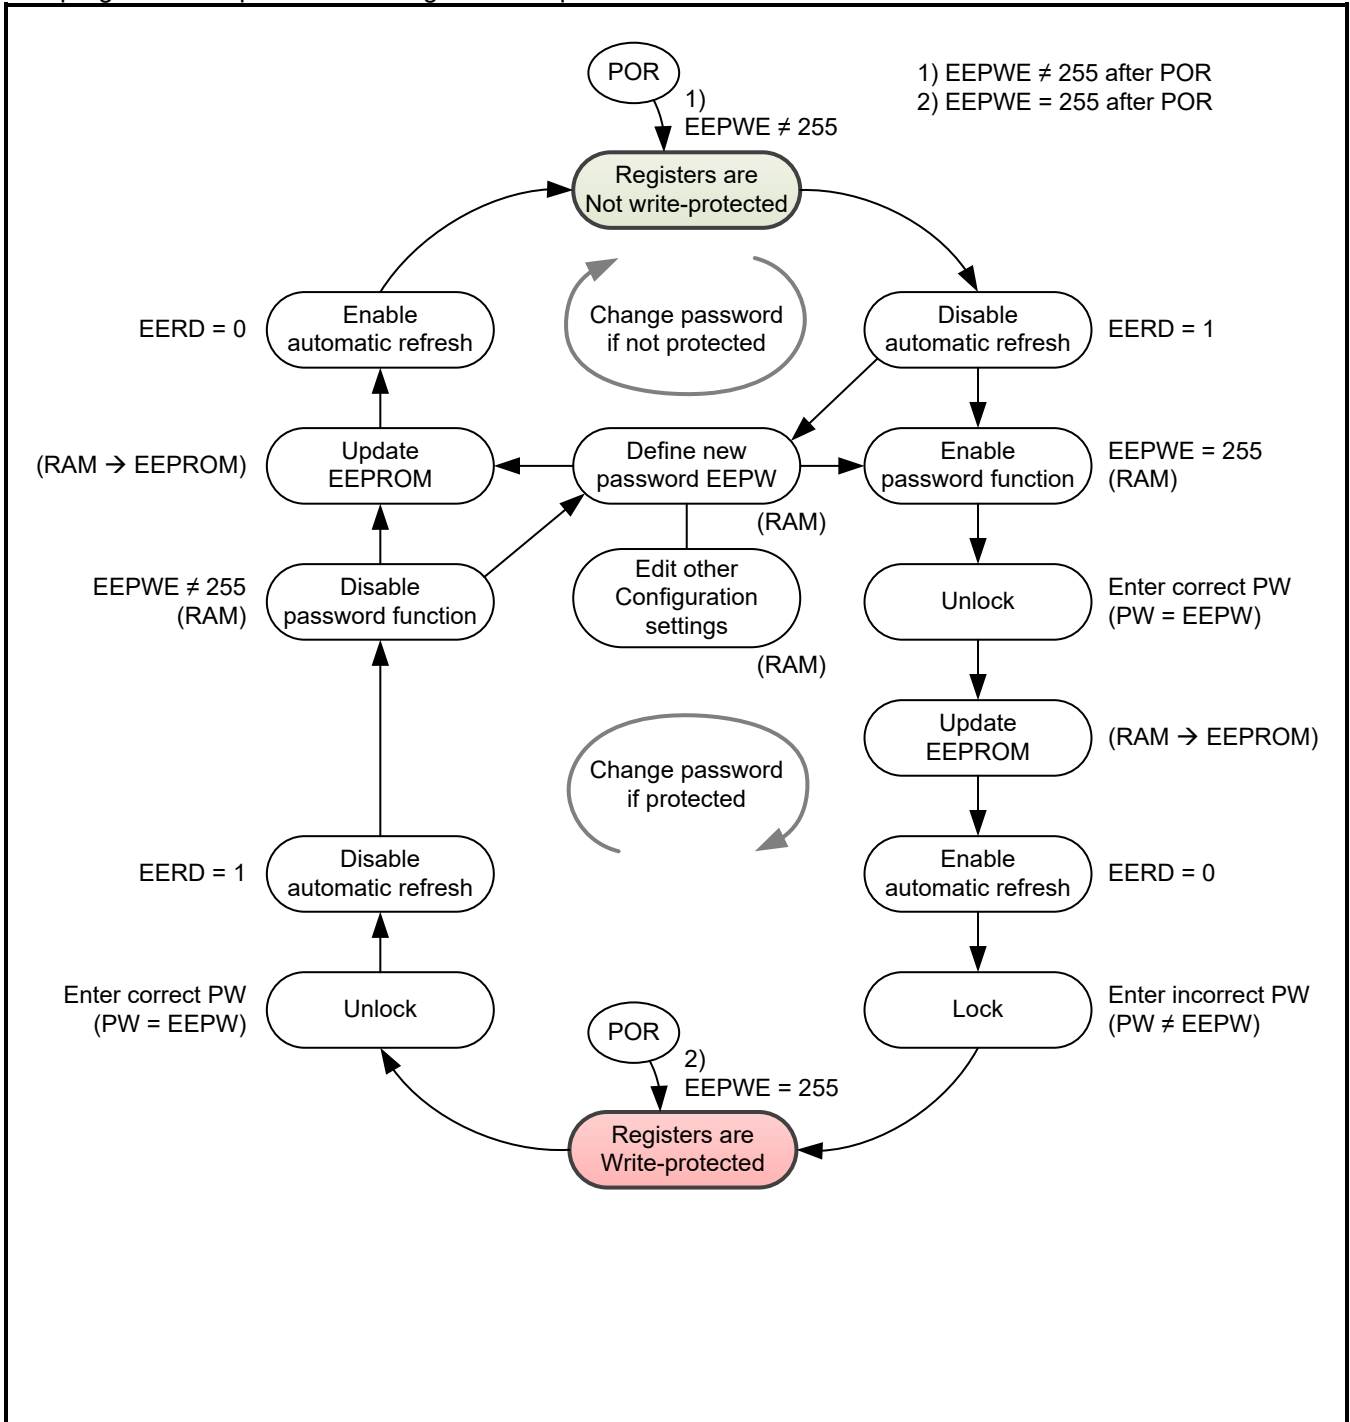 POR
1)
EEPWE ≠ 255
1) EEPWE ≠ 255 after POR
2) EEPWE = 255 after POR
Registers are
Not write-protected
EERD = 0
Enable
automatic refresh
Change password
if not protected
Disable
automatic refresh
EERD = 1
(RAM → EEPROM)
Update
EEPROM
Define new
password EEPW
(RAM)
Enable
password function
EEPWE = 255
(RAM)
EEPWE ≠ 255
(RAM)
Disable
password function
Edit other
Configuration
settings
(RAM)
Unlock
Enter correct PW
(PW = EEPW)
Update
EEPROM
(RAM → EEPROM)
Change password
if protected
EERD = 1
Disable
automatic refresh
Enable
automatic refresh
EERD = 0
Enter correct PW
(PW = EEPW)
Unlock
POR
2)
EEPWE = 255
Lock
Enter incorrect PW
(PW ≠ EEPW)
Registers are
Write-protected